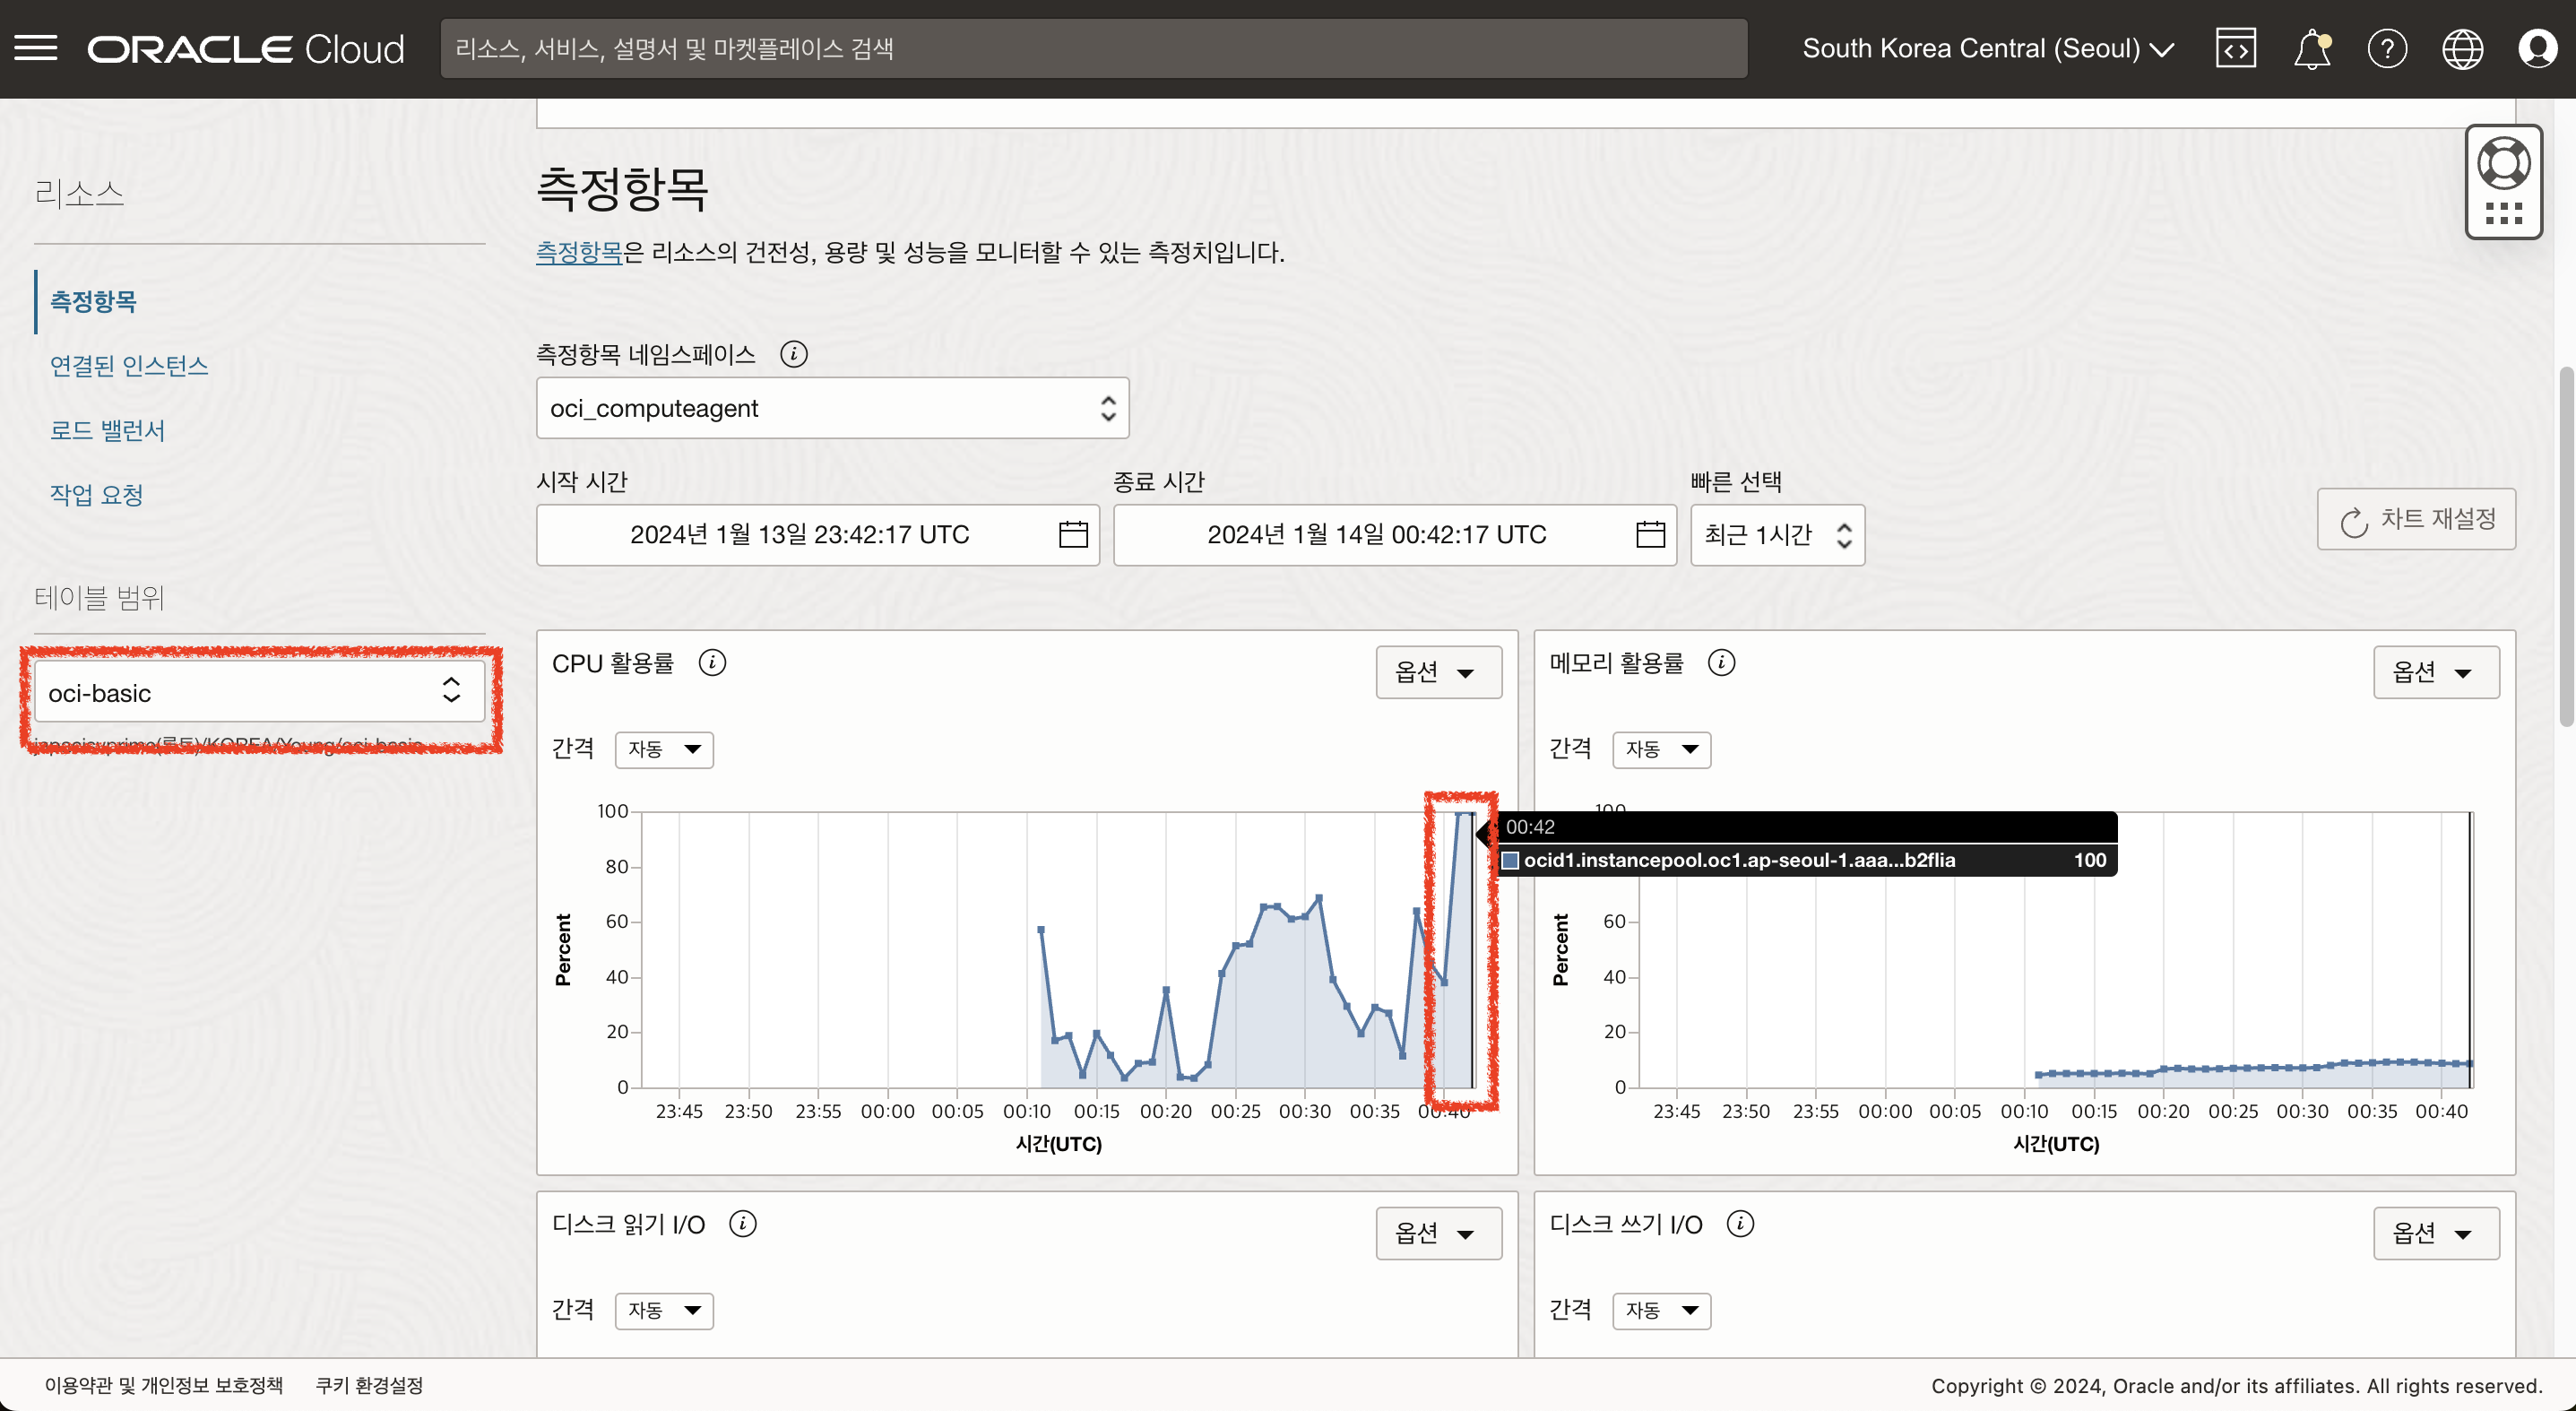 ORACLE Cloud
리소스, 서비스, 설명서 및 마켓플레이스 검색
South Korea Central (Seoul)
리소스
측정항목
연결된 인스턴스
로드 밸런서
작업 요청
테이블 범위
oci-basic
(루트)/KOREA/Young/oci-basic
측정항목
측정항목은 리소스의 건전성, 용량 및 성능을 모니터할 수 있는 측정치입니다.
측정항목 네임스페이스
oci_computeagent
시작 시간
2024년 1월 13일 23:42:17 UTC
종료 시간
2024년 1월 14일 00:42:17 UTC
빠른 선택
최근 1시간
차트 재설정
CPU 활용률
옵션
간격
자동
Percent
100
80
60
40
20
0
23:45 23:50 23:55 00:00 00:05 00:10 00:15 00:20 00:25 00:30 00:35 00:40
시간(UTC)
00:42
ocid1.instancepool.oc1.ap-seoul-1.aaa...b2flia 100
메모리 활용률
옵션
간격
자동
Percent
100
60
40
20
0
23:45 23:50 23:55 00:00 00:05 00:10 00:15 00:20 00:25 00:30 00:35 00:40
시간(UTC)
디스크 읽기 I/O
옵션
간격
자동
디스크 쓰기 I/O
옵션
간격
자동
이용약관 및 개인정보 보호정책
쿠키 환경설정
Copyright © 2024, Oracle and/or its affiliates. All rights reserved.